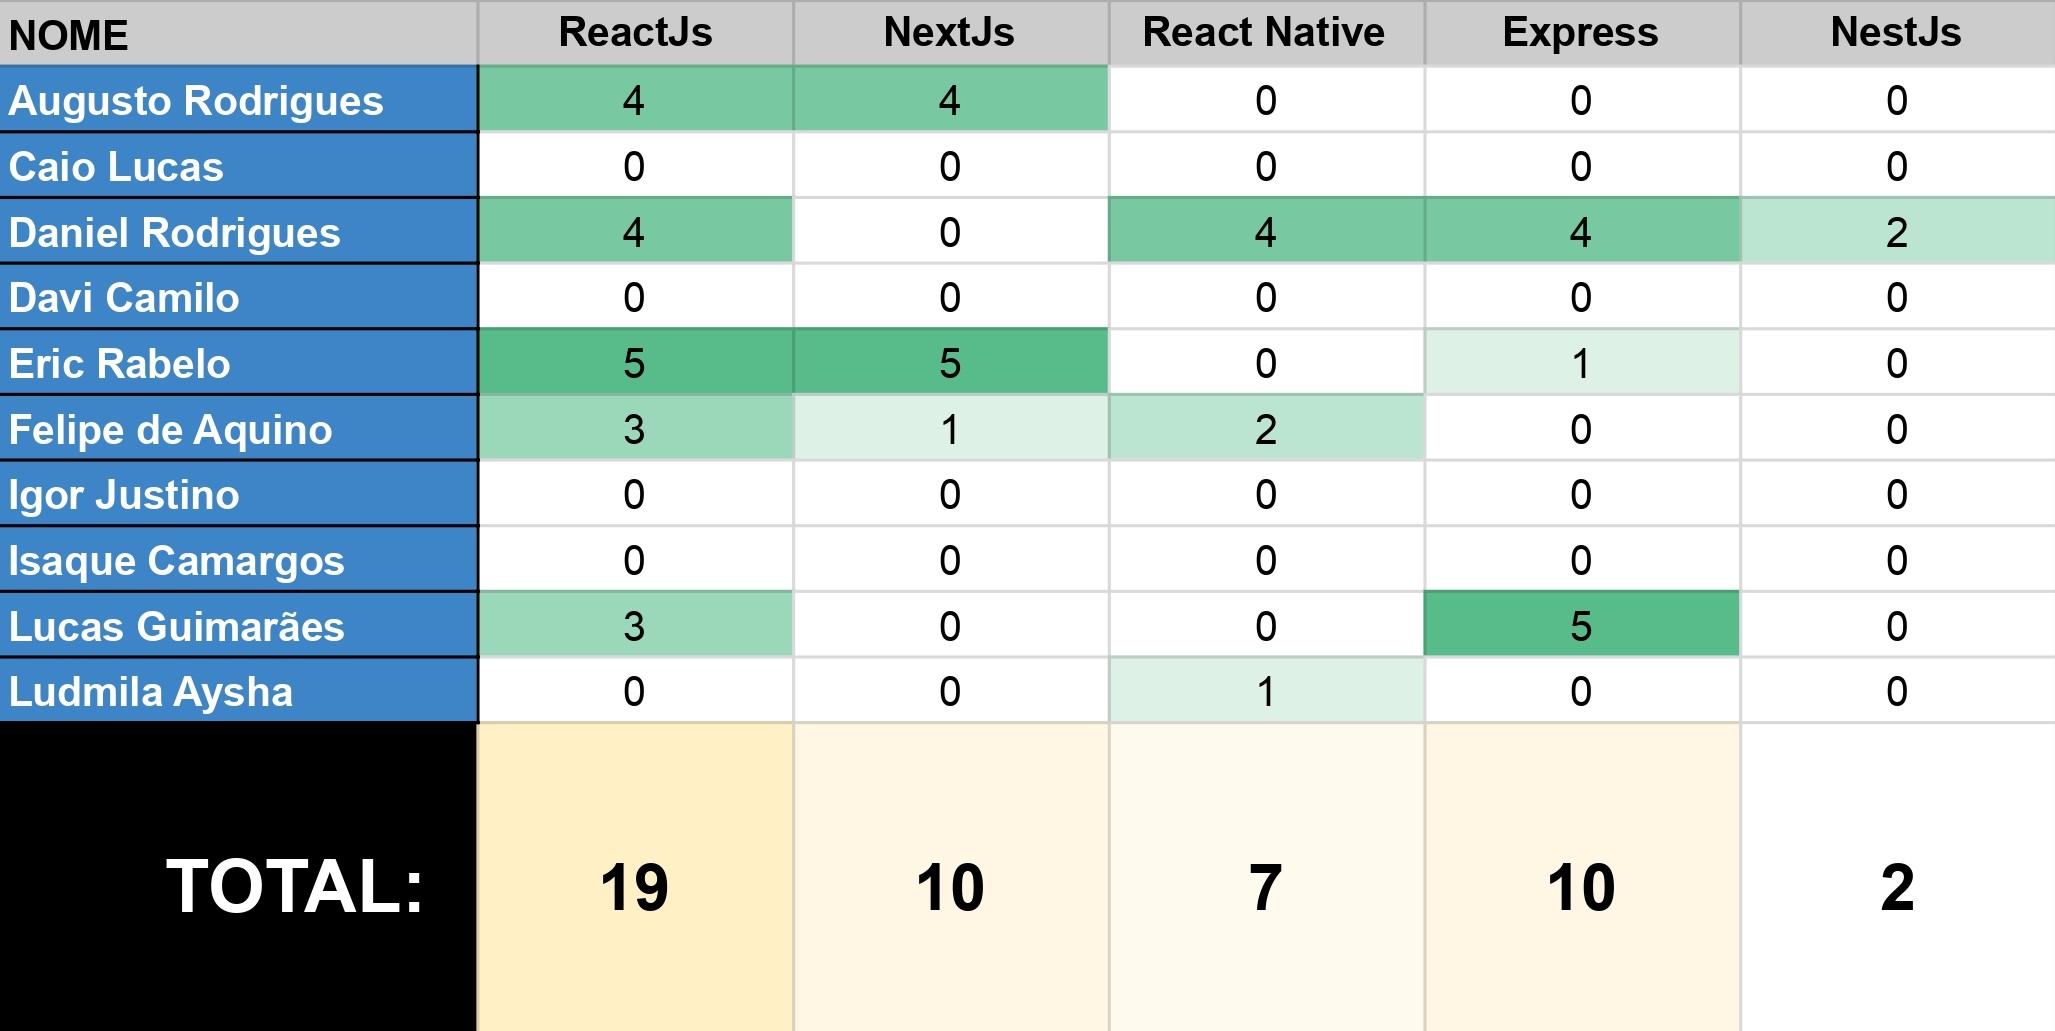 NOME ReactJs NextJs React Native Express NestJs
Augusto Rodrigues 4 4 0 0 0
Caio Lucas 0 0 0 0 0
Daniel Rodrigues 4 0 4 4 2
Davi Camilo 0 0 0 0 0
Eric Rabelo 5 5 0 1 0
Felipe de Aquino 3 1 2 0 0
Igor Justino 0 0 0 0 0
Isaque Camargos 0 0 0 0 0
Lucas Guimarães 3 0 0 5 0
Ludmila Aysha 0 0 1 0 0
TOTAL: 19 10 7 10 2